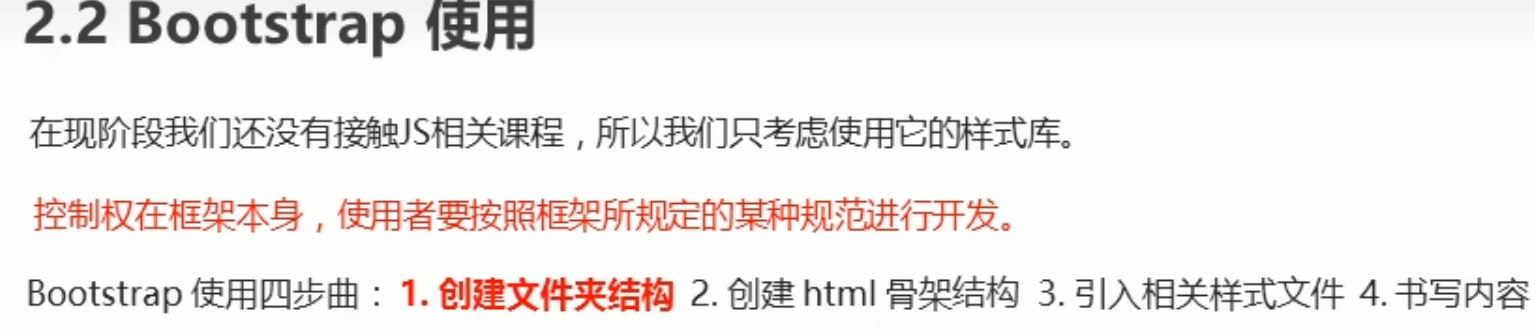 2.2 Bootstrap 使用
在现阶段我们还没有接触JS相关课程，所以我们只考虑使用它的样式库。
控制权在框架本身，使用者要按照框架所规定的某种规范进行开发。
Bootstrap 使用四步曲： 1. 创建文件夹结构 2. 创建 html 骨架结构 3. 引入相关样式文件 4. 书写内容